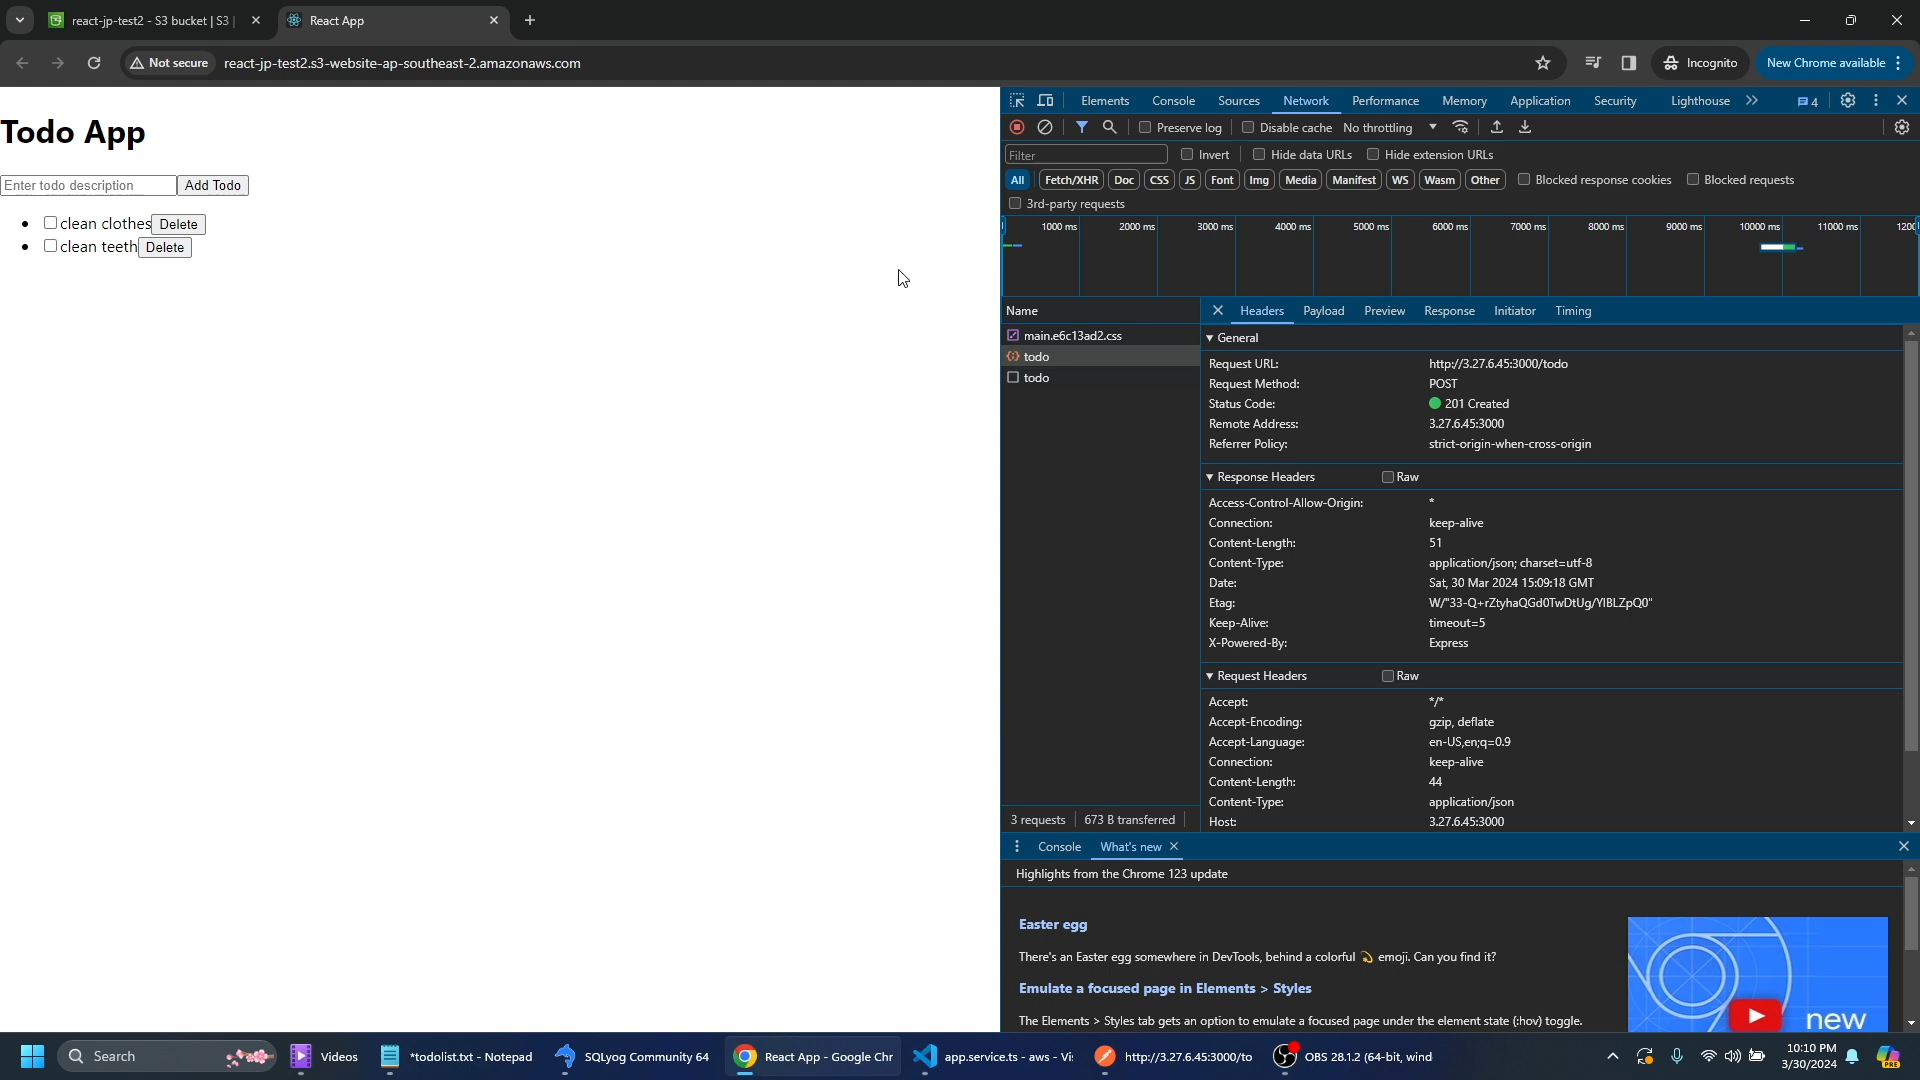 react-jp-test2 - S3 bucket | S3 |
React App
Not secure
react-jp-test2.s3-website-ap-southeast-2.amazonaws.com
Incognito
New Chrome available
Todo App
Enter todo description
Add Todo
clean clothes
Delete
clean teeth
Delete
Elements
Console
Sources
Network
Performance
Memory
Application
Security
Lighthouse
4
Preserve log
Disable cache
No throttling
Filter
Invert
Hide data URLs
Hide extension URLs
All
Fetch/XHR
Doc
CSS
JS
Font
Img
Media
Manifest
WS
Wasm
Other
Blocked response cookies
Blocked requests
3rd-party requests
1000 ms
2000 ms
3000 ms
4000 ms
5000 ms
6000 ms
7000 ms
8000 ms
9000 ms
10000 ms
11000 ms
Name
Headers
Payload
Preview
Response
Initiator
Timing
main.e6c13ad2.css
todo
todo
General
Request URL: http://3.27.6.45:3000/todo
Request Method: POST
Status Code: 201 Created
Remote Address: 3.27.6.45:3000
Referrer Policy: strict-origin-when-cross-origin
Response Headers
Raw
Access-Control-Allow-Origin: *
Connection: keep-alive
Content-Length: 51
Content-Type: application/json; charset=utf-8
Date: Sat, 30 Mar 2024 15:09:18 GMT
Etag: W/"33-Q+rZtyhaQGd0TwDtUg/YlBLZpQ0"
Keep-Alive: timeout=5
X-Powered-By: Express
Request Headers
Raw
Accept: */*
Accept-Encoding: gzip, deflate
Accept-Language: en-US,en;q=0.9
Connection: keep-alive
Content-Length: 44
Content-Type: application/json
Host: 3.27.6.45:3000
3 requests
673 B transferred
Console
What's new
Highlights from the Chrome 123 update
Easter egg
There's an Easter egg somewhere in DevTools, behind a colorful 💫 emoji. Can you find it?
Emulate a focused page in Elements > Styles
The Elements > Styles tab gets an option to emulate a focused page under the element state (:hov) toggle.
new
Search
Videos
*todolist.txt - Notepad
SQLyog Community 64
React App - Google Chr
app.service.ts - aws - Vi
http://3.27.6.45:3000/to
OBS 28.1.2 (64-bit, wind
10:10 PM
3/30/2024
PRE